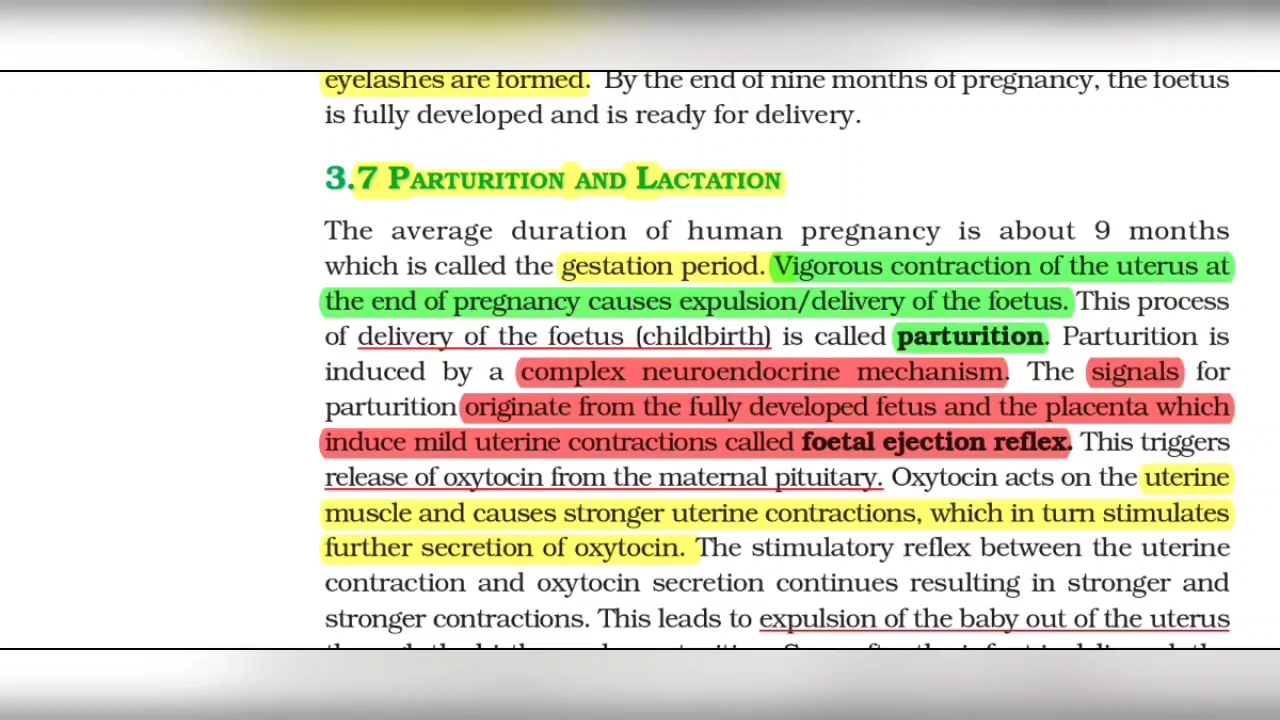 eyelashes are formed. By the end of nine months of pregnancy, the foetus
is fully developed and is ready for delivery.
3.7 PARTURITION AND LACTATION
The average duration of human pregnancy is about 9 months
which is called the gestation period. Vigorous contraction of the uterus at
the end of pregnancy causes expulsion/delivery of the foetus. This process
of delivery of the foetus (childbirth) is called parturition. Parturition is
induced by a complex neuroendocrine mechanism. The signals for
parturition originate from the fully developed fetus and the placenta which
induce mild uterine contractions called foetal ejection reflex. This triggers
release of oxytocin from the maternal pituitary. Oxytocin acts on the uterine
muscle and causes stronger uterine contractions, which in turn stimulates
further secretion of oxytocin. The stimulatory reflex between the uterine
contraction and oxytocin secretion continues resulting in stronger and
stronger contractions. This leads to expulsion of the baby out of the uterus